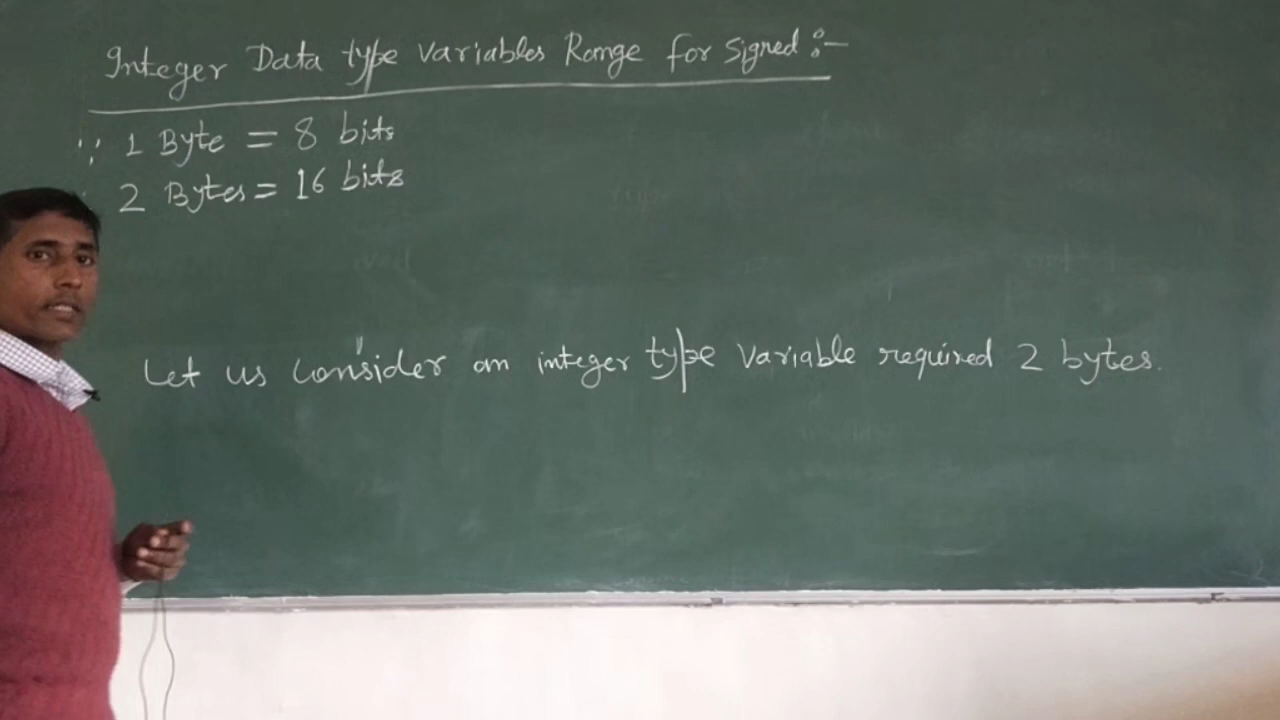 Integer Data type variables Range for Signed :-
∵ 1 Byte = 8 bits
2 Bytes = 16 bits
Let us consider an integer type variable required 2 bytes.